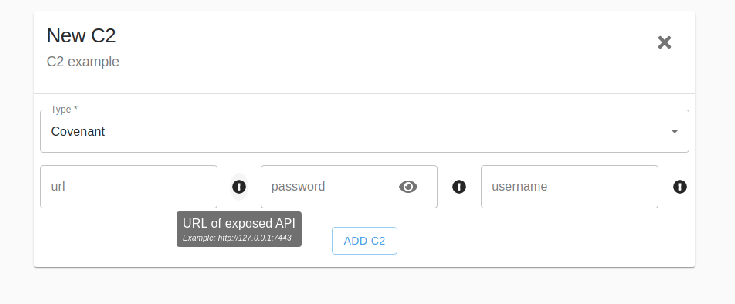 New C2
C2 example
Type *
Covenant
url
password
username
URL of exposed API
Example: http://127.0.0.1:7443
ADD C2